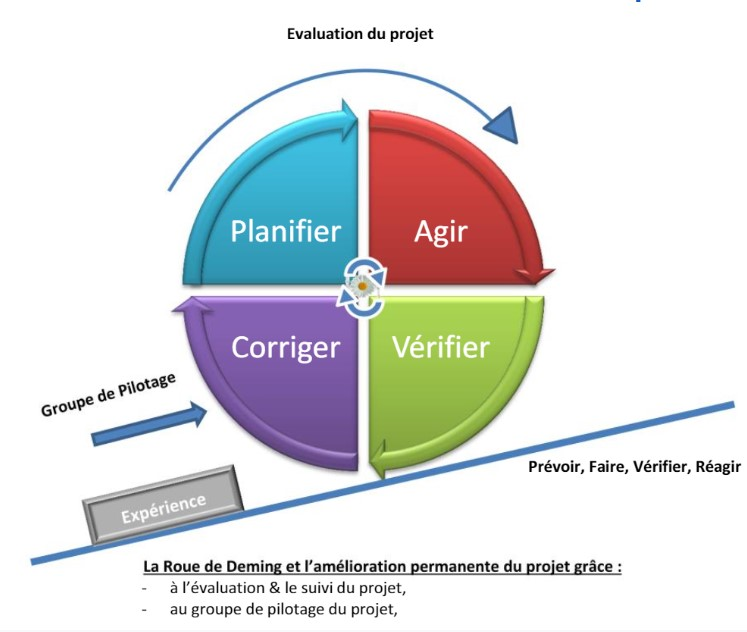 Evaluation du projet
Planifier
Agir
Corriger
Vérifier
Groupe de Pilotage
Prévoir, Faire, Vérifier, Réagir
Expérience
La Roue de Deming et l’amélioration permanente du projet grâce :
- à l’évaluation & le suivi du projet,
- au groupe de pilotage du projet,